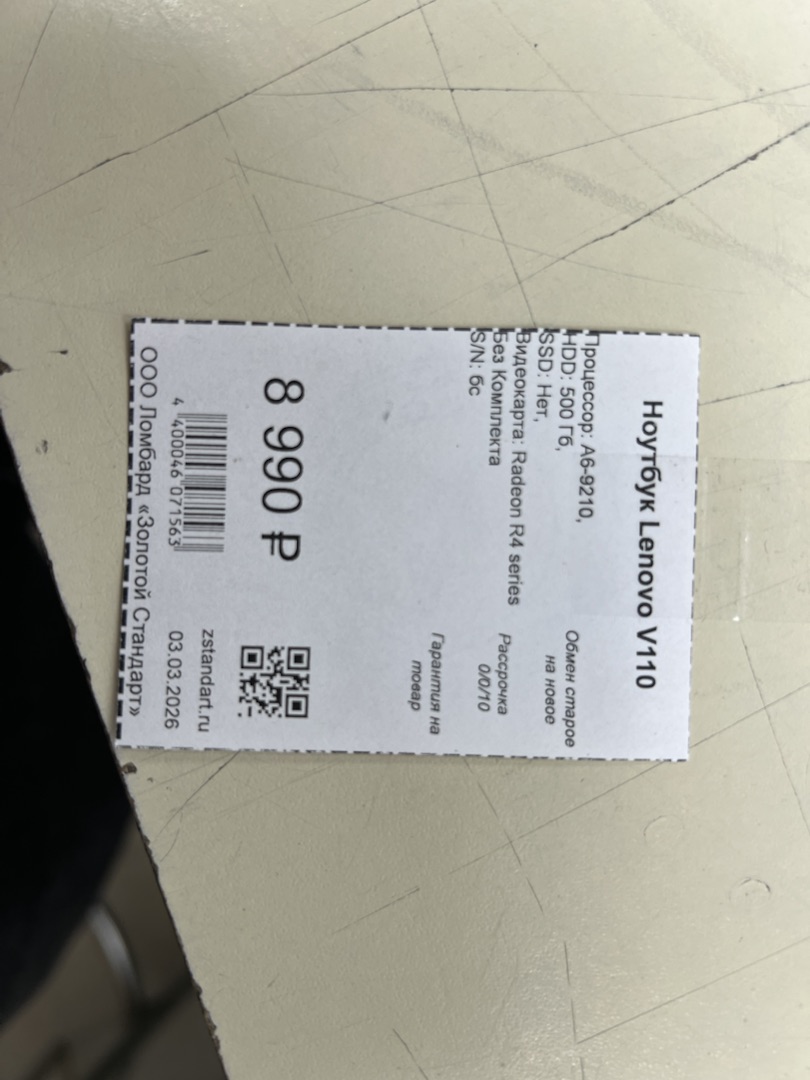 Ноутбук Lenovo V110
Процессор: A6-9210,
HDD: 500 Гб,
SSD: Нет,
Видеокарта: Radeon R4 series
Без Комплекта
S/N: бс
Обмен старое
на новое
Рассрочка
0/0/10
Гарантия на
товар
8 990 ₽
4 400046 071563
zstandart.ru
03.03.2026
ООО Ломбард «Золотой Стандарт»